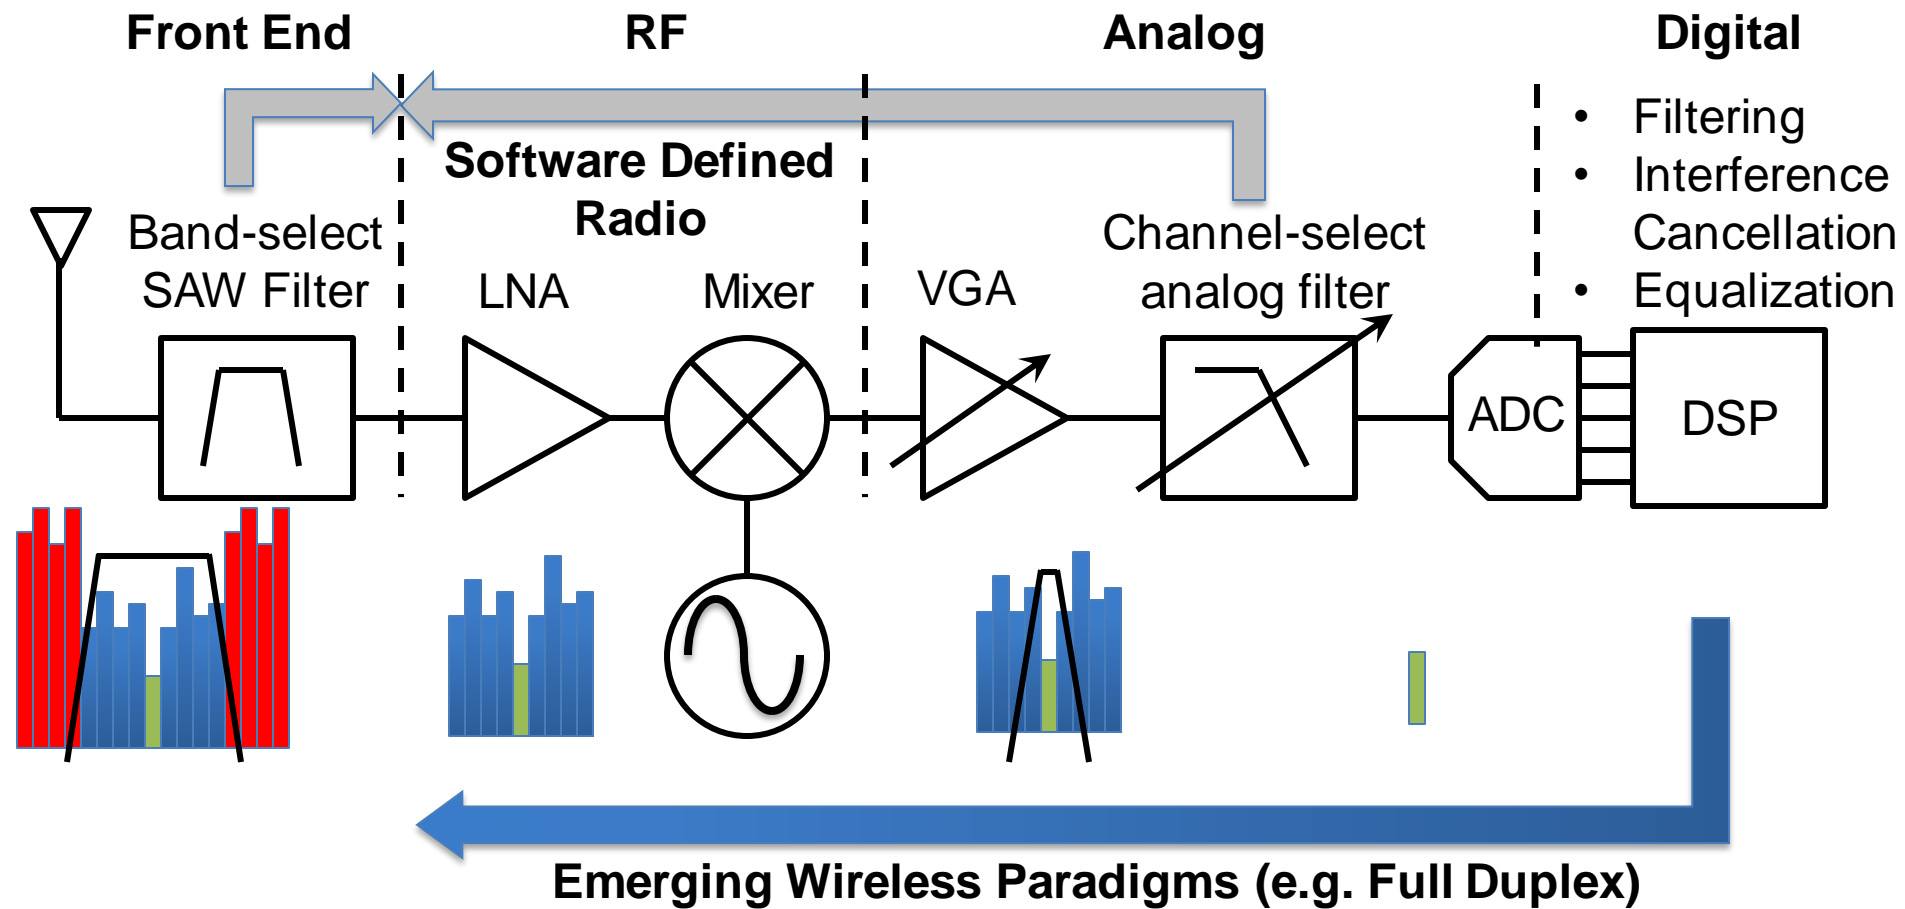 Front End
RF
Analog
Digital
Software Defined
Radio
Band-select
SAW Filter
LNA
Mixer
VGA
Channel-select
analog filter
• Filtering
• Interference
Cancellation
• Equalization
ADC
DSP
Emerging Wireless Paradigms (e.g. Full Duplex)